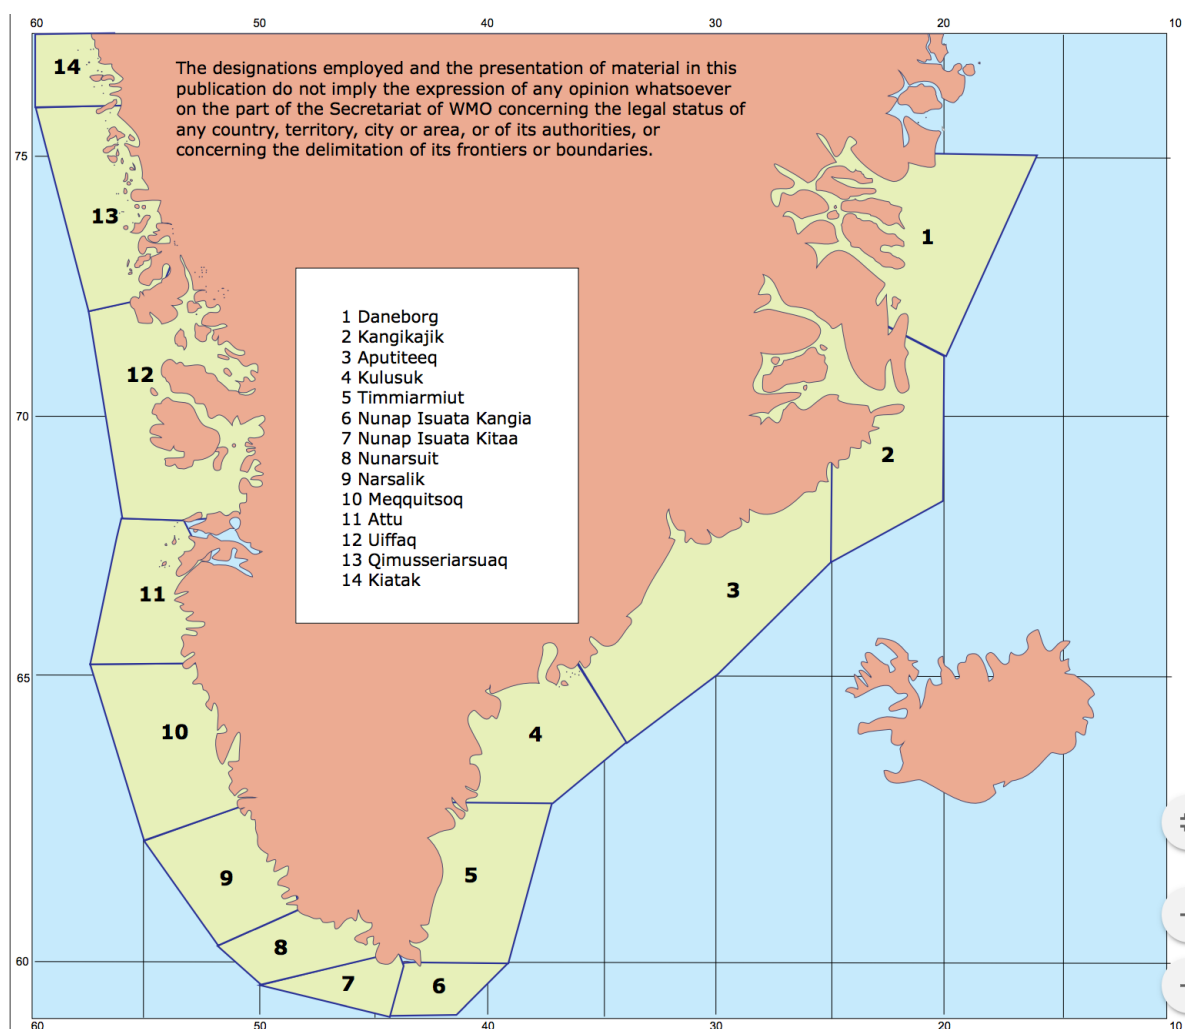 60 50 40 30 20 10
14
The designations employed and the presentation of material in this
publication do not imply the expression of any opinion whatsoever
on the part of the Secretariat of WMO concerning the legal status of
any country, territory, city or area, or of its authorities, or
concerning the delimitation of its frontiers or boundaries.
75
13
1
1 Daneborg
2 Kangikajik
3 Aputiteeq
4 Kulusuk
5 Timmiarmiut
6 Nunap Isuata Kangia
7 Nunap Isuata Kitaa
8 Nunarsuit
9 Narsalik
10 Meqquitsoq
11 Attu
12 Uiffaq
13 Qimusseriarsuaq
14 Kiatak
12
70
2
11
3
65
10
4
9
5
8
60
7
6
60 50 40 30 20 10